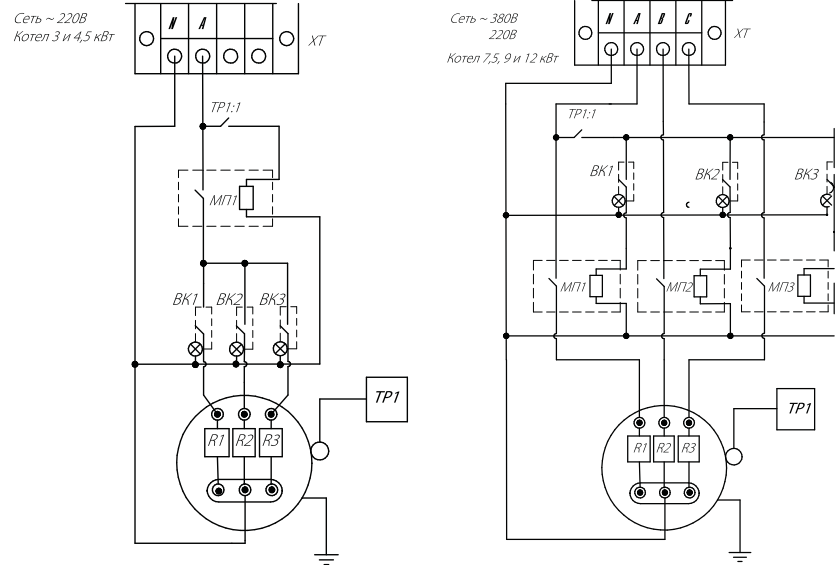 Сеть ~ 220В
Котел 3 и 4,5 кВт
N A
ХТ
ТР1:1
МП1
ВК1 ВК2 ВК3
R1 R2 R3
ТР1
Сеть ~ 380В
220В
Котел 7,5, 9 и 12 кВт
N A B C
ХТ
ТР1:1
ВК1 ВК2 ВК3
с
МП1 МП2 МП3
R1 R2 R3
ТР1